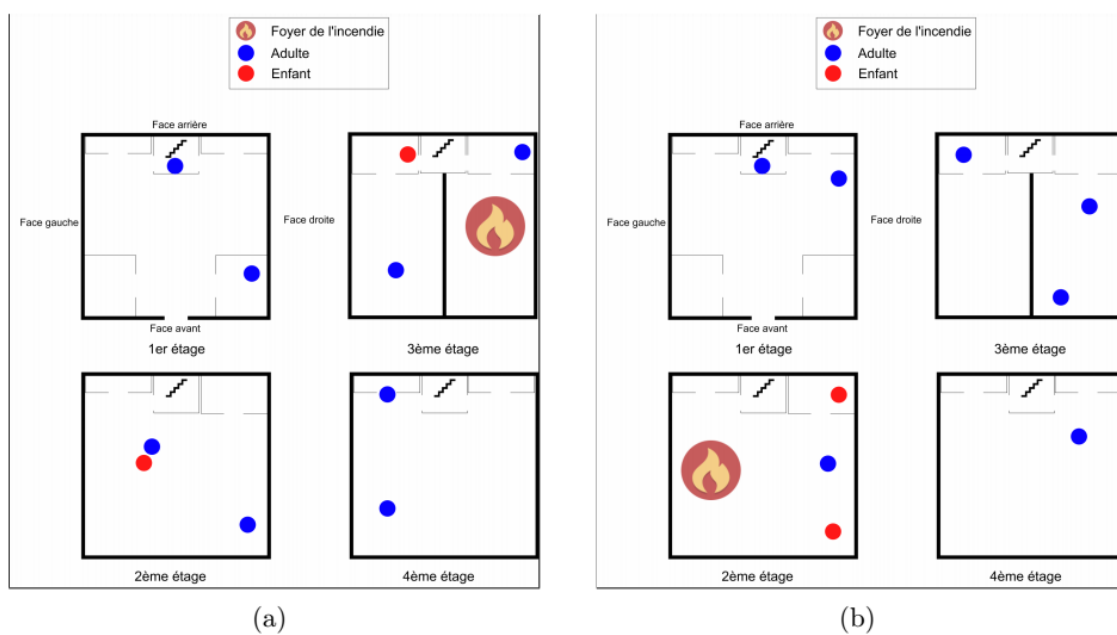 Foyer de l'incendie
Adulte
Enfant
Face arrière
Face gauche
Face droite
Face avant
1er étage
3ème étage
2ème étage
4ème étage
(a)
Foyer de l'incendie
Adulte
Enfant
Face arrière
Face gauche
Face droite
Face avant
1er étage
3ème étage
2ème étage
4ème étage
(b)